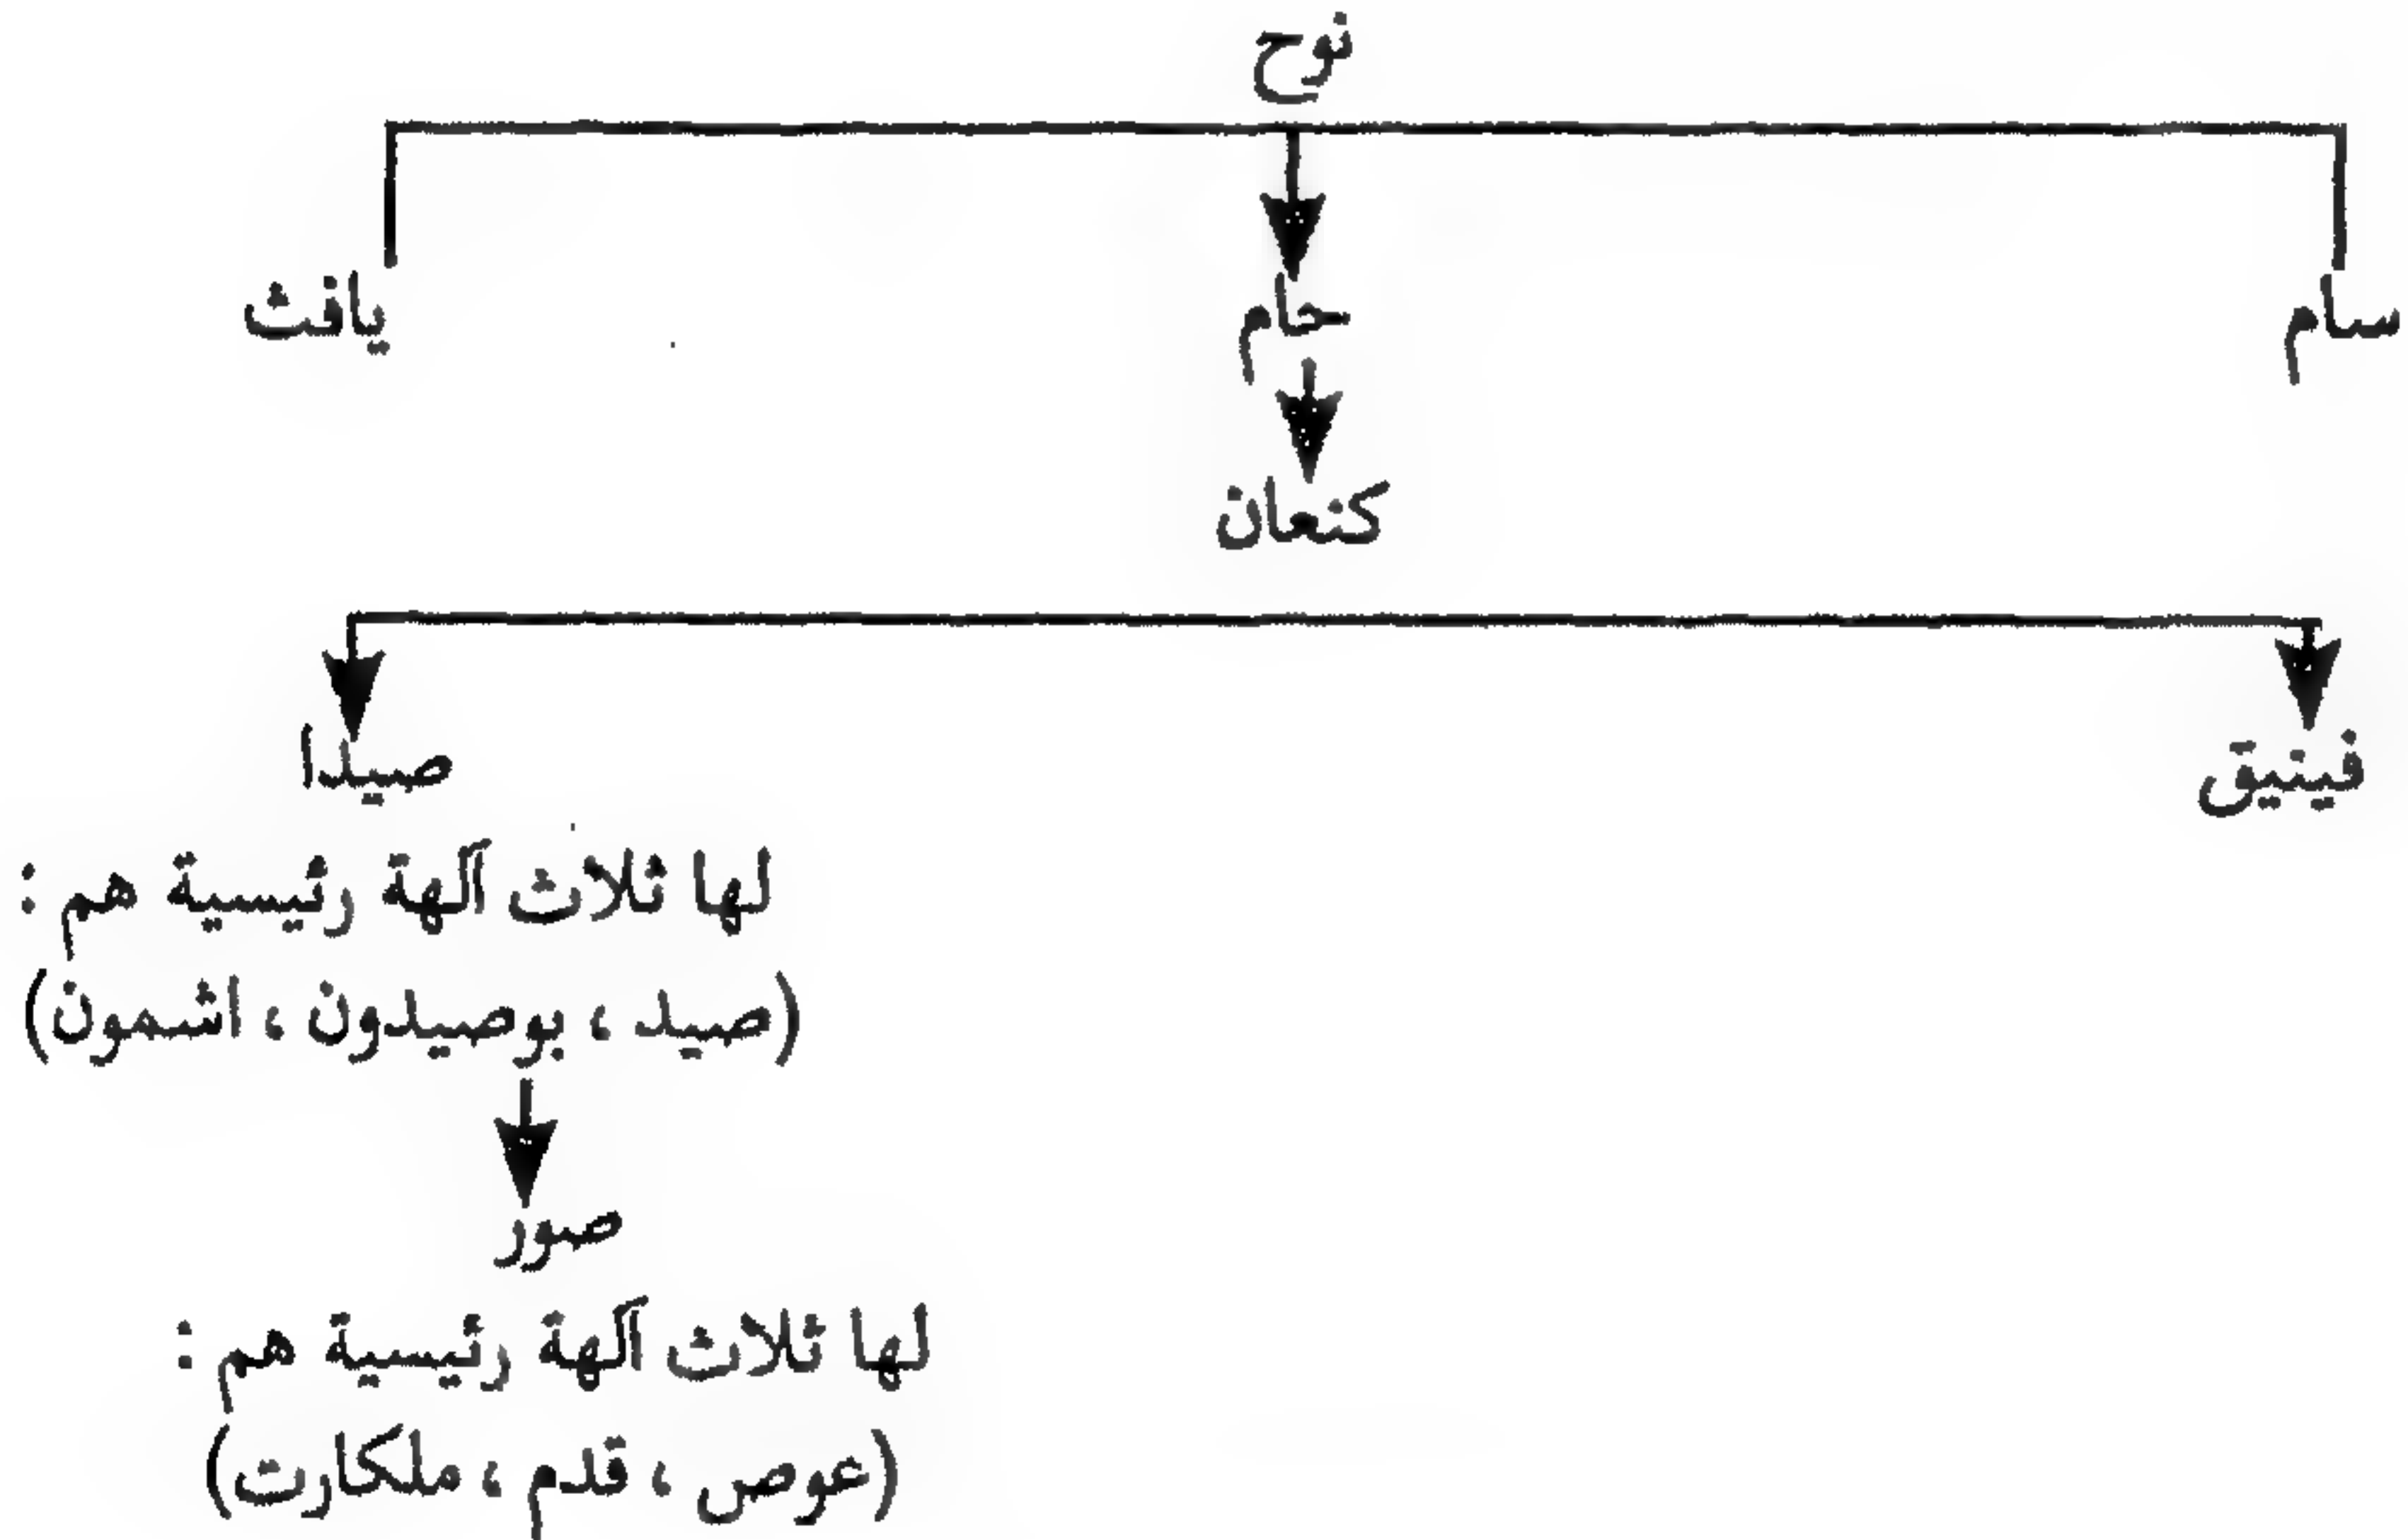 نوح
سام
حام
يافث
كنعان
فينيق
صيدا
لها ثلاث آلهة رئيسية هم :
(صيد ، بوصيدون ، اشمون)
صور
لها ثلاث آلهة رئيسية هم :
(عوص ، قدم ، ملكارت)